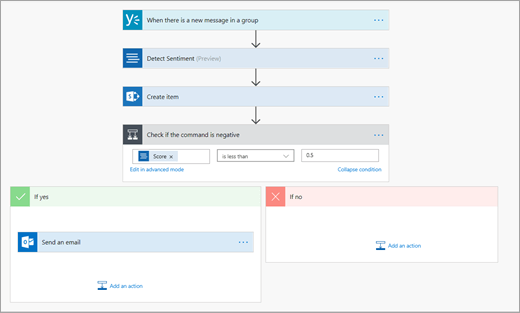 When there is a new message in a group
Detect Sentiment (Preview)
Create item
Check if the command is negative
Score x is less than 0.5
Edit in advanced mode Collapse condition
If yes If no
Send an email
Add an action
Add an action